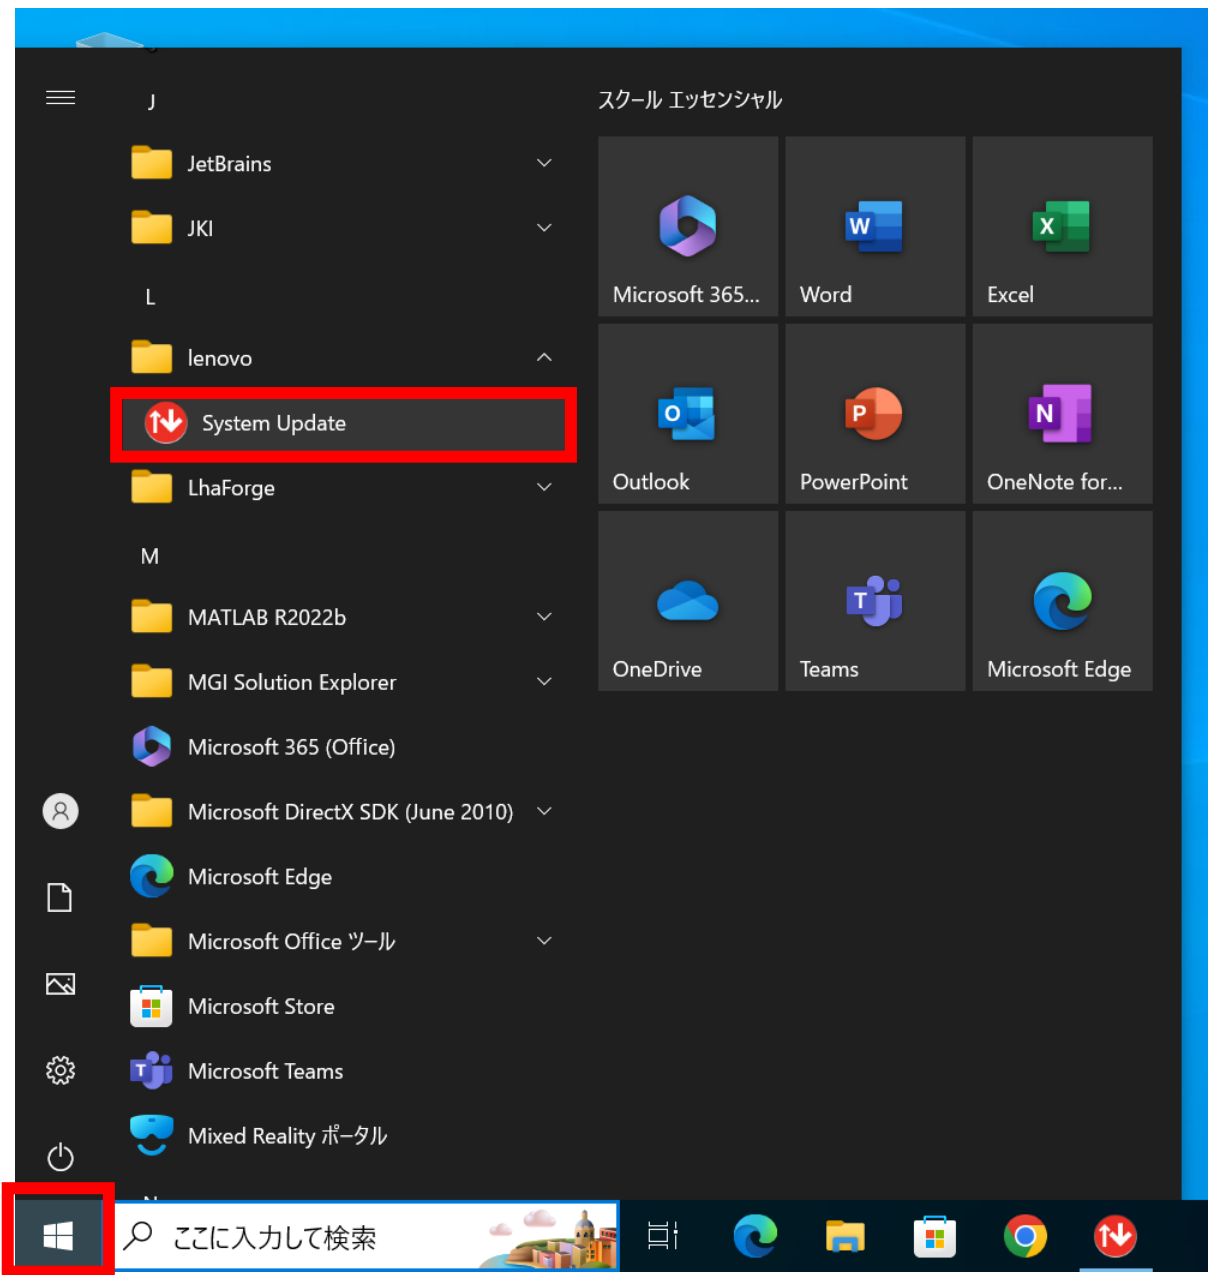 J
JetBrains
JKI
L
lenovo
System Update
LhaForge
M
MATLAB R2022b
MGI Solution Explorer
Microsoft 365 (Office)
Microsoft DirectX SDK (June 2010)
Microsoft Edge
Microsoft Office ツール
Microsoft Store
Microsoft Teams
Mixed Reality ポータル
スクール エッセンシャル
Microsoft 365...
Word
Excel
Outlook
PowerPoint
OneNote for...
OneDrive
Teams
Microsoft Edge
ここに入力して検索